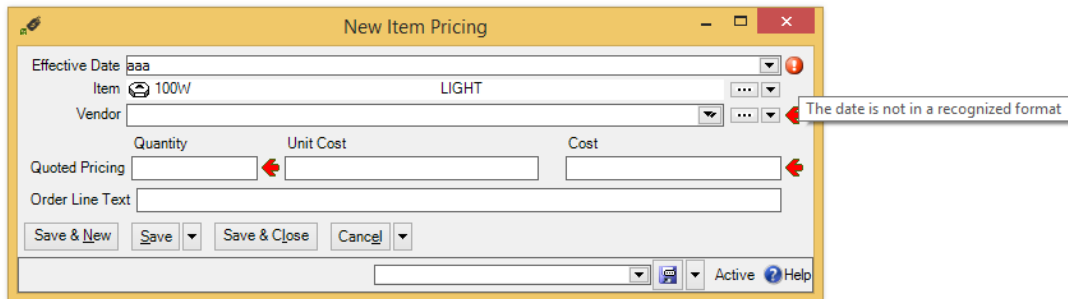 New Item Pricing
Effective Date aaa
Item 100W LIGHT
Vendor
The date is not in a recognized format
Quantity Unit Cost Cost
Quoted Pricing
Order Line Text
Save & New Save Save & Close Cancel
Active Help